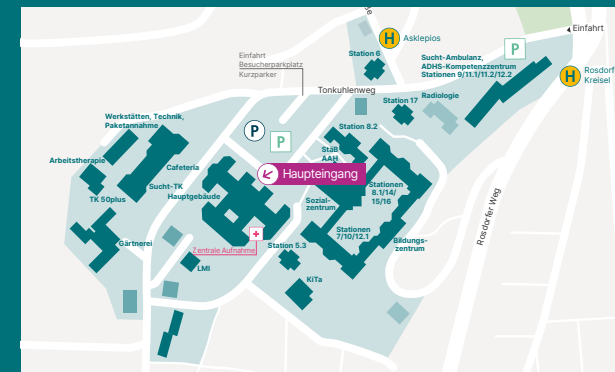 H Asklepios
Einfahrt
Station 6
Sucht-Ambulanz,
ADHS-Kompetenzzentrum
Stationen 9/11.1/11.2/12.2
P
H Rosdorf
Kreisel
Einfahrt
Besucherparkplatz
Kurzparker
Tonkuhlenweg
Radiologie
Station 17
Werkstätten, Technik,
Paketannahme
P
P
Station 8.2
StäB
AAH
Arbeitstherapie
Cafeteria
Haupteingang
TK 50plus
Sucht-TK
Hauptgebäude
Stationen
8.1/14/
15/16
Sozial-
zentrum
Rosdorfer Weg
Stationen
7/10/12.1
Bildungs-
zentrum
Gärtnerei
Zentrale Aufnahme
Station 5.3
LMI
KiTa